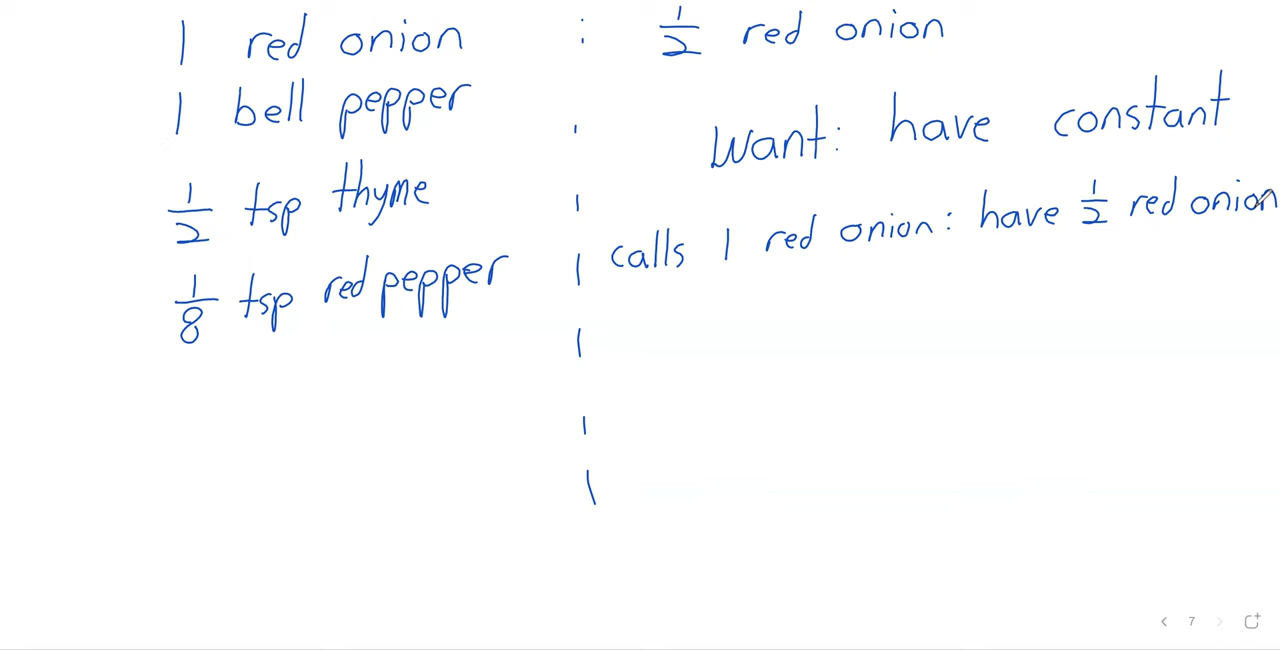 1 red onion
1 bell pepper
1/2 tsp thyme
1/8 tsp red pepper
1/2 red onion
Want: have constant
calls 1 red onion: have 1/2 red onion
7